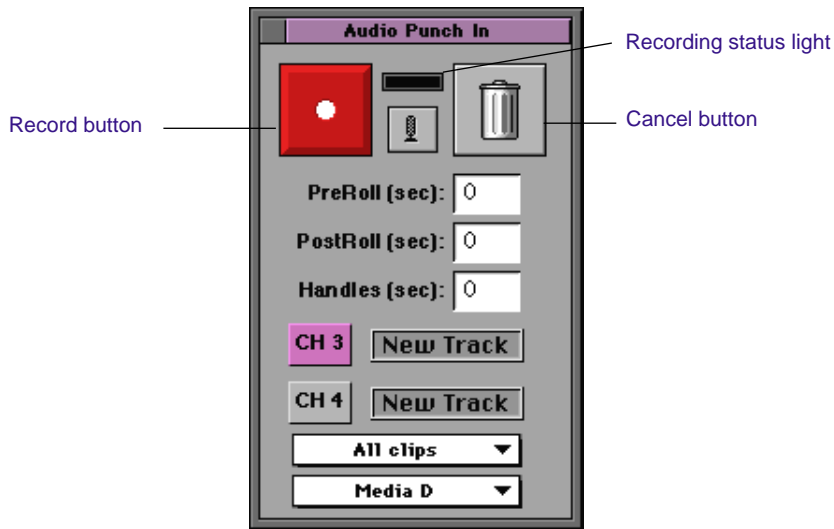 Audio Punch In
Recording status light
Record button
Cancel button
PreRoll (sec): 0
PostRoll (sec): 0
Handles (sec): 0
CH 3 New Track
CH 4 New Track
All clips
Media D